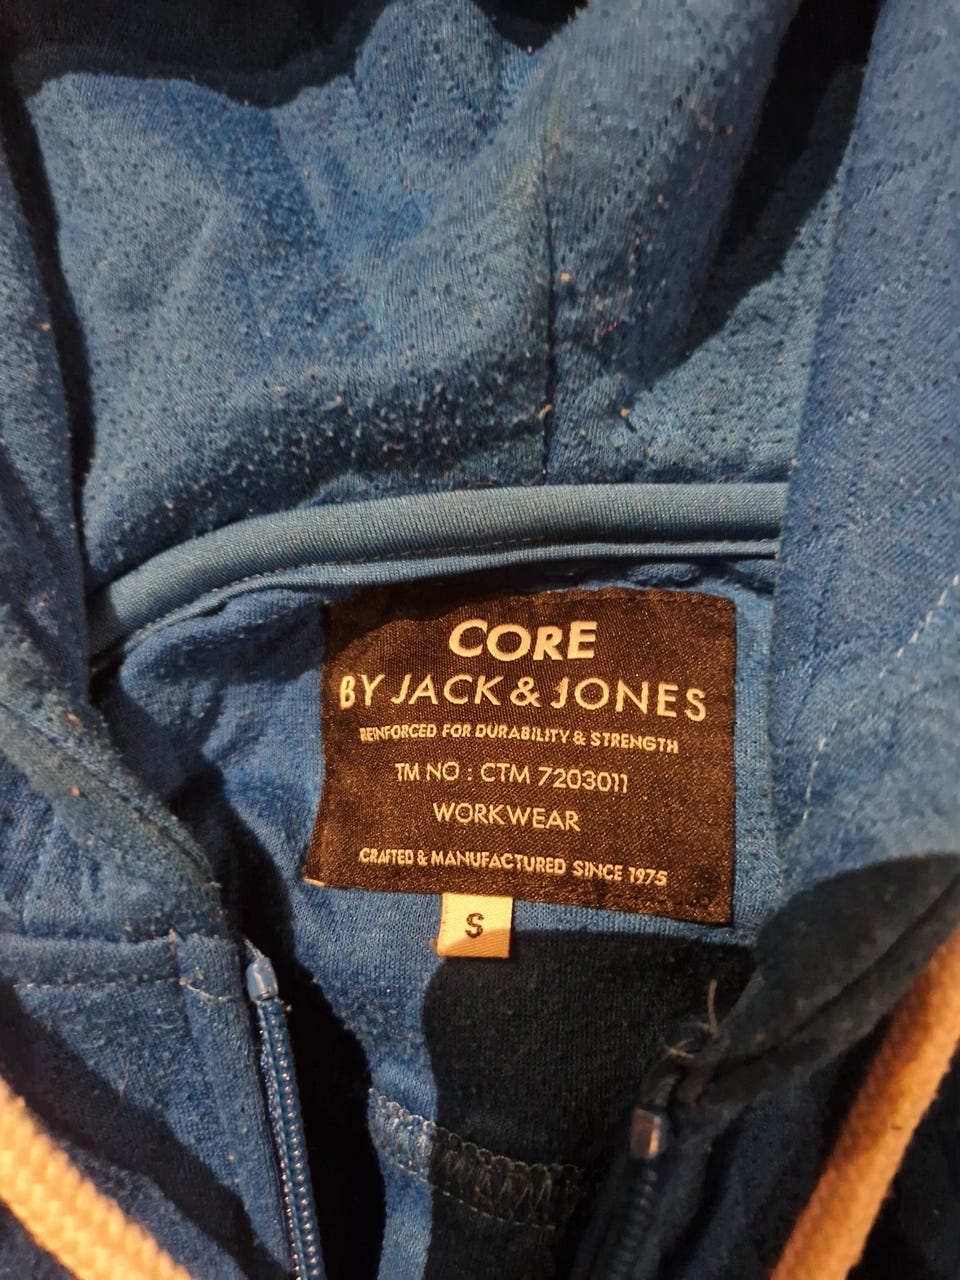 CORE
BY JACK & JONES
REINFORCED FOR DURABILITY & STRENGTH
TM NO : CTM 7203011
WORKWEAR
CRAFTED & MANUFACTURED SINCE 1975
S